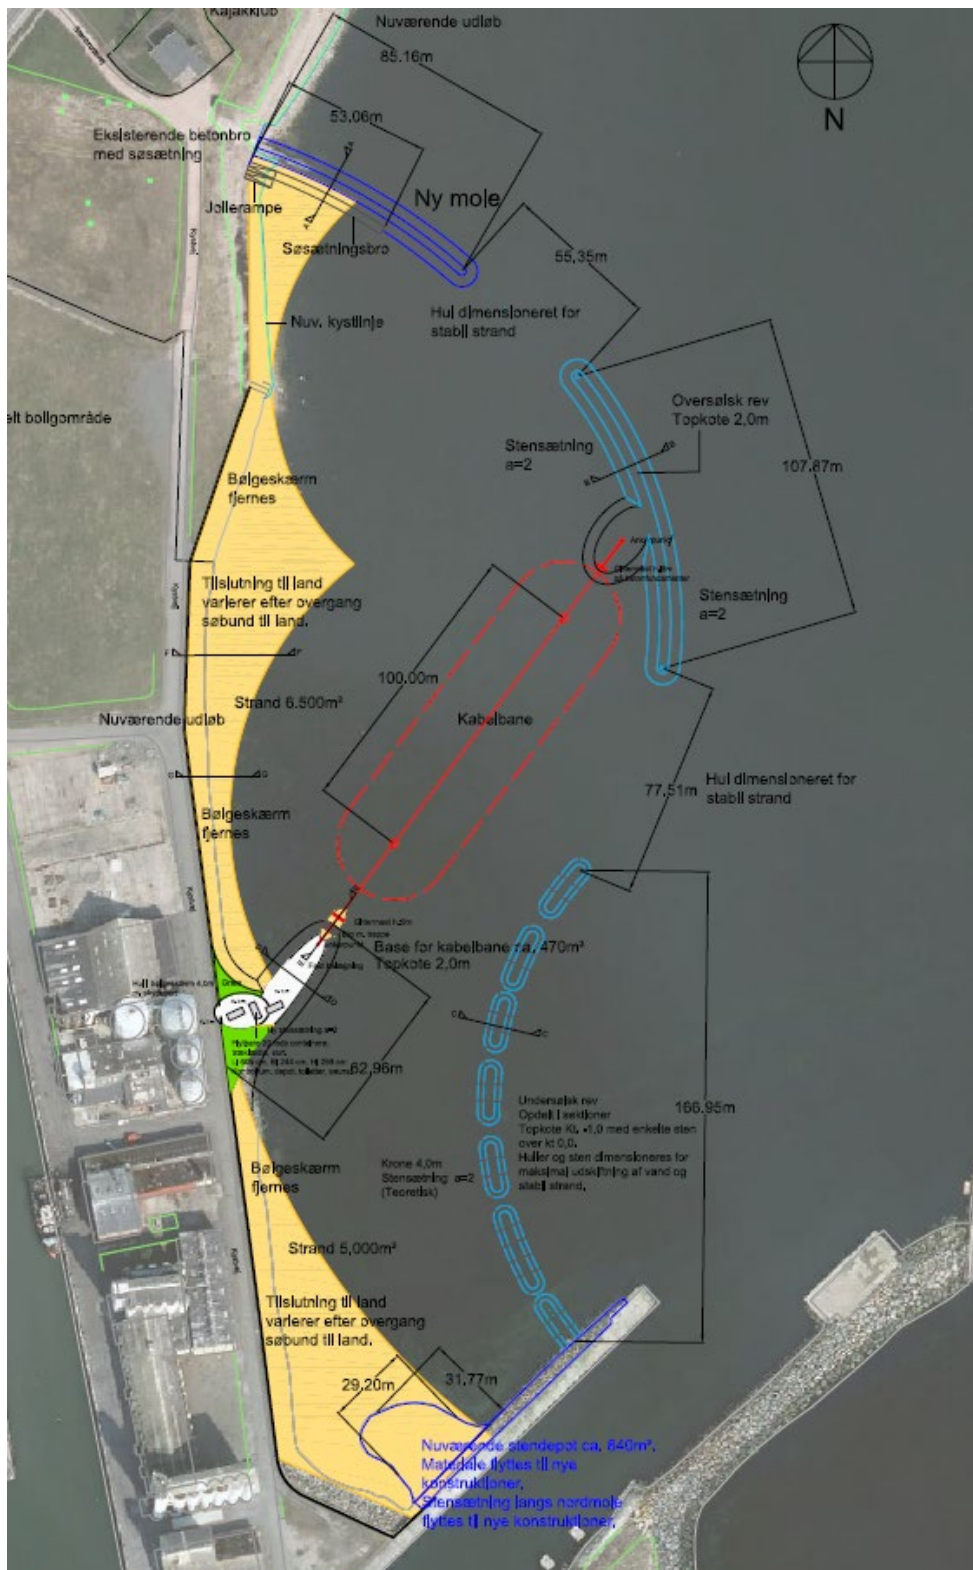 Kajakklub
Nuværende udløb
85.16m
53.06m
N
Eksisterende betonbro
med søsætning
Jollerampe
Ny mole
Søsætningsbro
Kystvej
55,35m
Hul dimensioneret for
stabil strand
Nuv. kystlinje
Oversøisk rev
Topkote 2,0m
elt boligområde
Stensætning
a=2
107.87m
Bølgeskærm
fjernes
Tilslutning til land
varierer efter overgang
søbund til land.
Kystvej
Stensætning
a=2
100.00m
Strand 6.500m²
Nuværende udløb
Kabelbane
77,51m
Hul dimensioneret for
stabil strand
Bølgeskærm
fjernes
Kystvej
Base for kabelbane ca. 470m²
Topkote 2,0m
62,96m
166.95m
Undersøisk rev
Opdelt i sektioner
Topkote Kt. -1,0 med enkelte sten
over kt 0,0.
Huller og sten dimensioneres for
maksimal udskiftning af vand og
stabil strand.
Krone 4,0m
Stensætning a=2
(Teoretisk)
Bølgeskærm
fjernes
Strand 5,000m²
Kystvej
Tilslutning til land
varierer efter overgang
søbund til land.
29,20m
31,77m
Nuværende stendepot ca. 840m².
Materiale flyttes til nye
konstruktioner.
Stensætning langs nordmole
flyttes til nye konstruktioner.